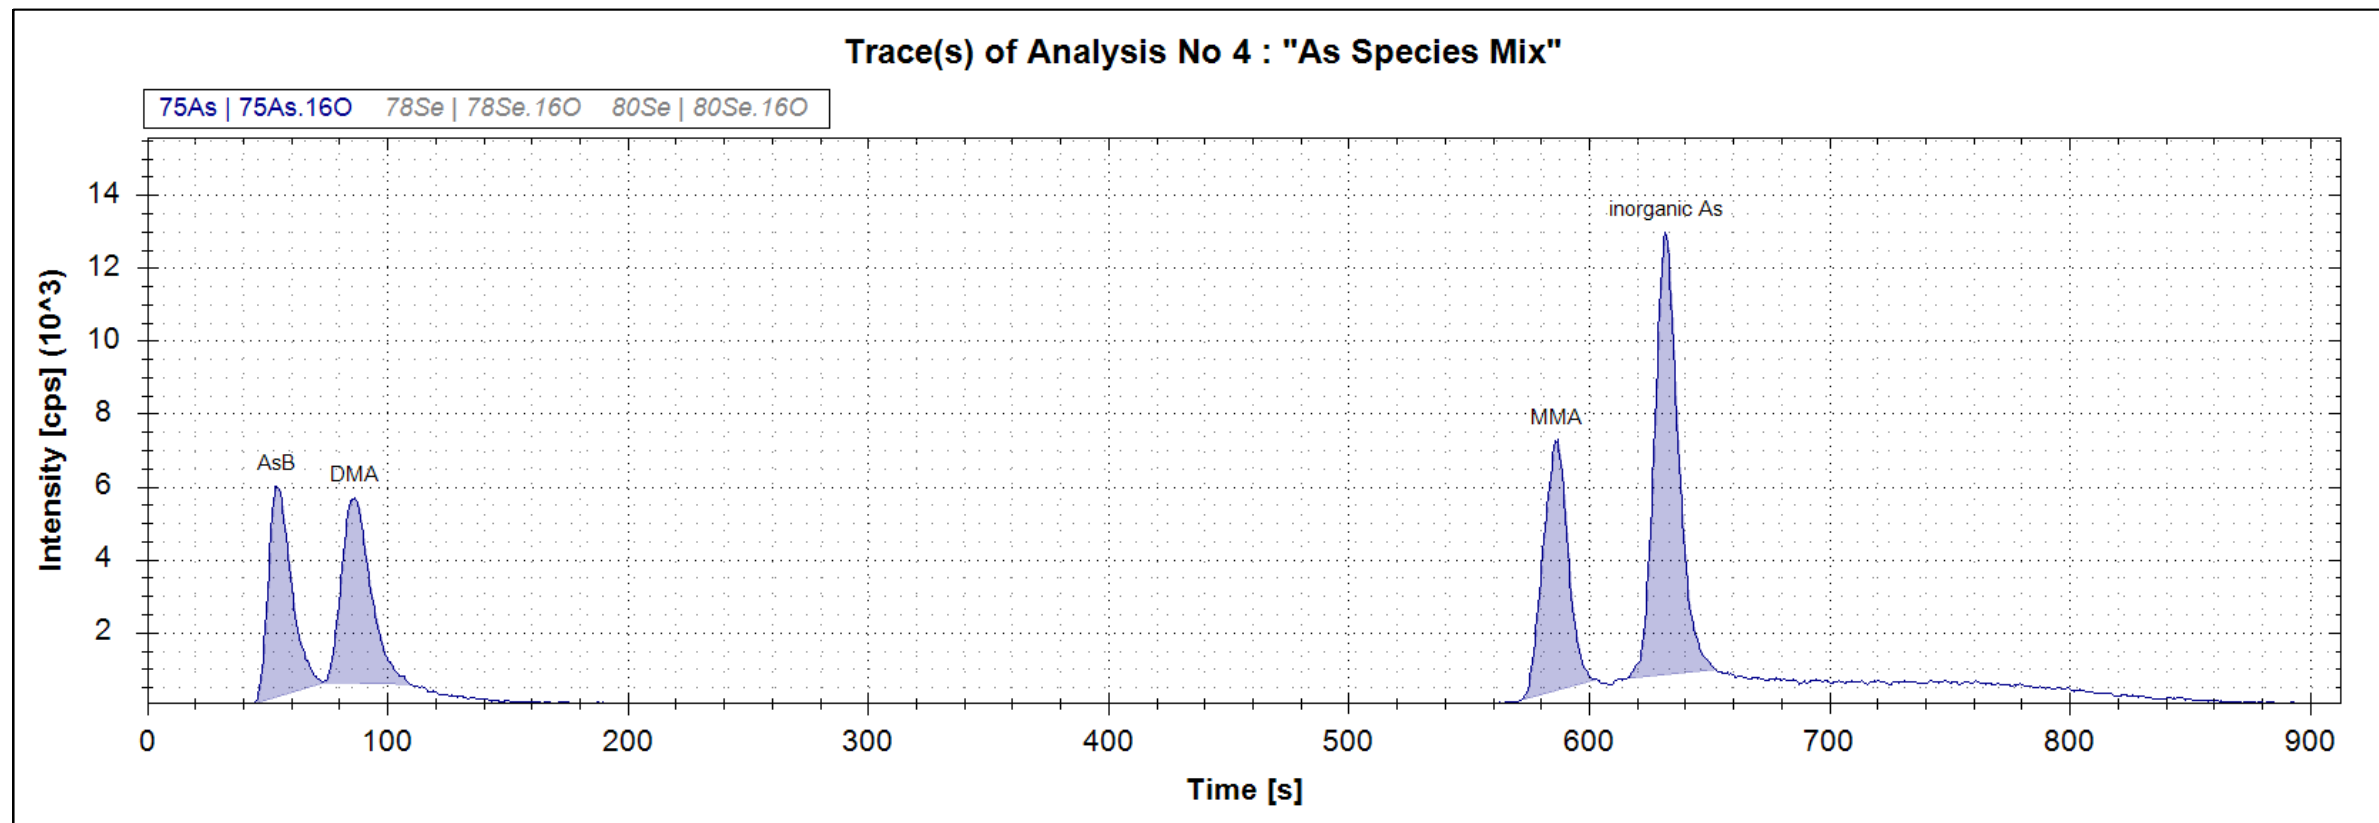 Trace(s) of Analysis No 4 : "As Species Mix"
75As | 75As.16O 78Se | 78Se.16O 80Se | 80Se.16O
Intensity [cps] (10^3)
14
12
10
8
6
4
2
inorganic As
MMA
AsB
DMA
0 100 200 300 400 500 600 700 800 900
Time [s]